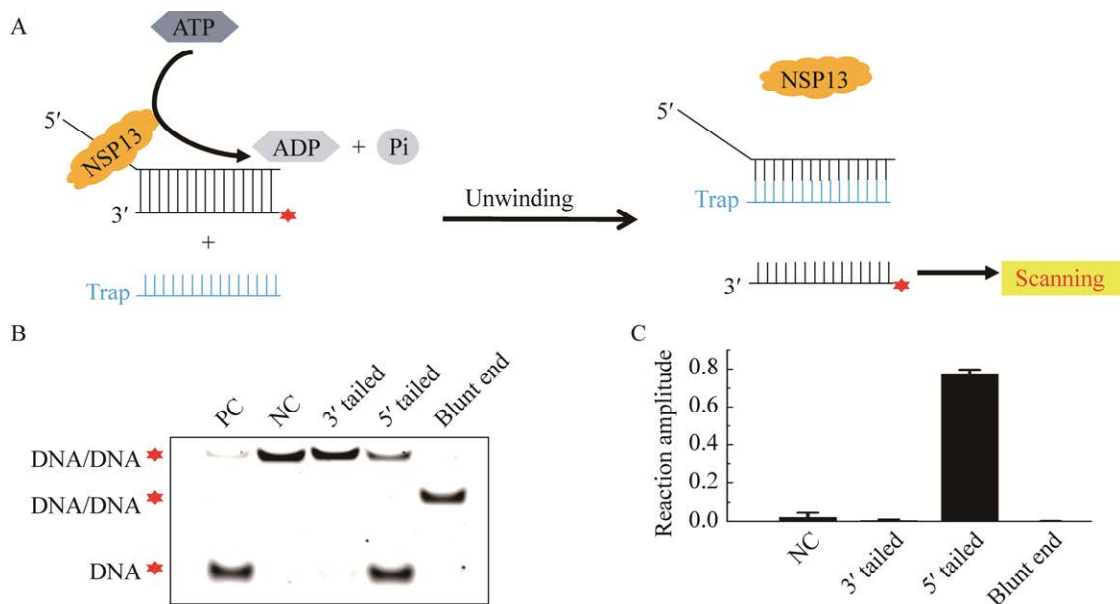 A
ATP
NSP13
5′
NSP13
ADP + Pi
Unwinding
Trap
3′
+
Trap
3′
Scanning
B
PC
NC
3′ tailed
5′ tailed
Blunt end
DNA/DNA
DNA/DNA
DNA
C
Reaction amplitude
0.8
0.6
0.4
0.2
0.0
NC
3′ tailed
5′ tailed
Blunt end